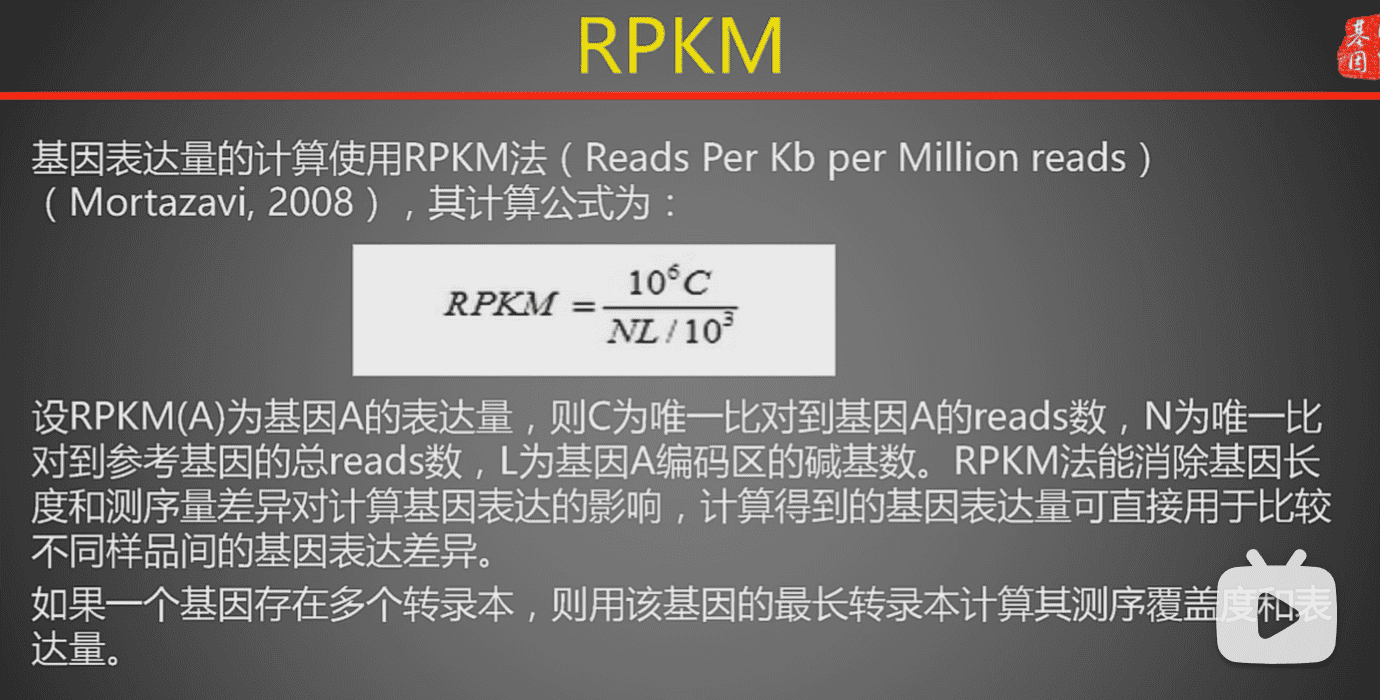 RPKM
基因
基因表达量的计算使用RPKM法（Reads Per Kb per Million reads）
（Mortazavi, 2008），其计算公式为：
RPKM = 10⁶C / (NL / 10³)
设RPKM(A)为基因A的表达量，则C为唯一比对到基因A的reads数，N为唯一比
对到参考基因的总reads数，L为基因A编码区的碱基数。RPKM法能消除基因长
度和测序量差异对计算基因表达的影响，计算得到的基因表达量可直接用于比较
不同样品间的基因表达差异。
如果一个基因存在多个转录本，则用该基因的最长转录本计算其测序覆盖度和表
达量。